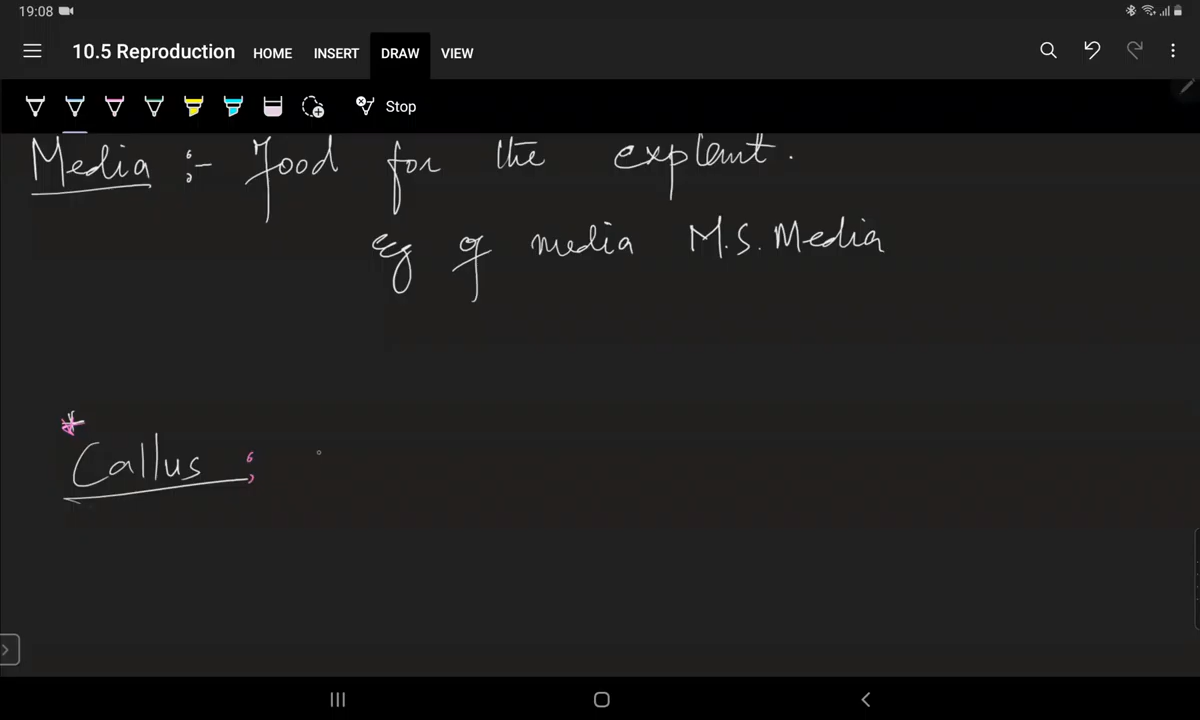 19:08
10.5 Reproduction HOME INSERT DRAW VIEW
Stop
Media :- Food for the explant.
Eg of media M.S. Media
* Callus :